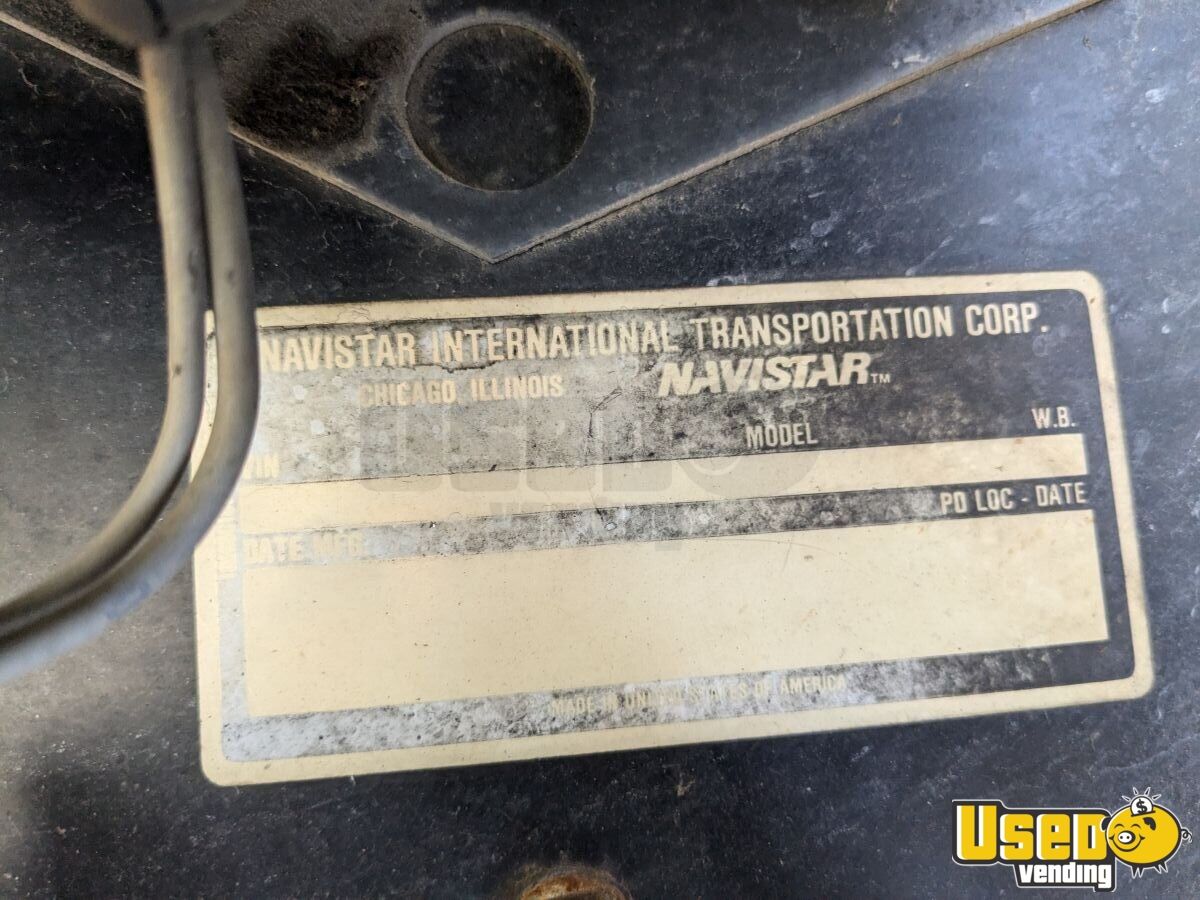 NAVISTAR INTERNATIONAL TRANSPORTATION CORP.
CHICAGO, ILLINOIS NAVISTAR™
VIN MODEL W.B.
DATE MFG PD LOC - DATE
MADE IN UNITED STATES OF AMERICA
USED
VENDING